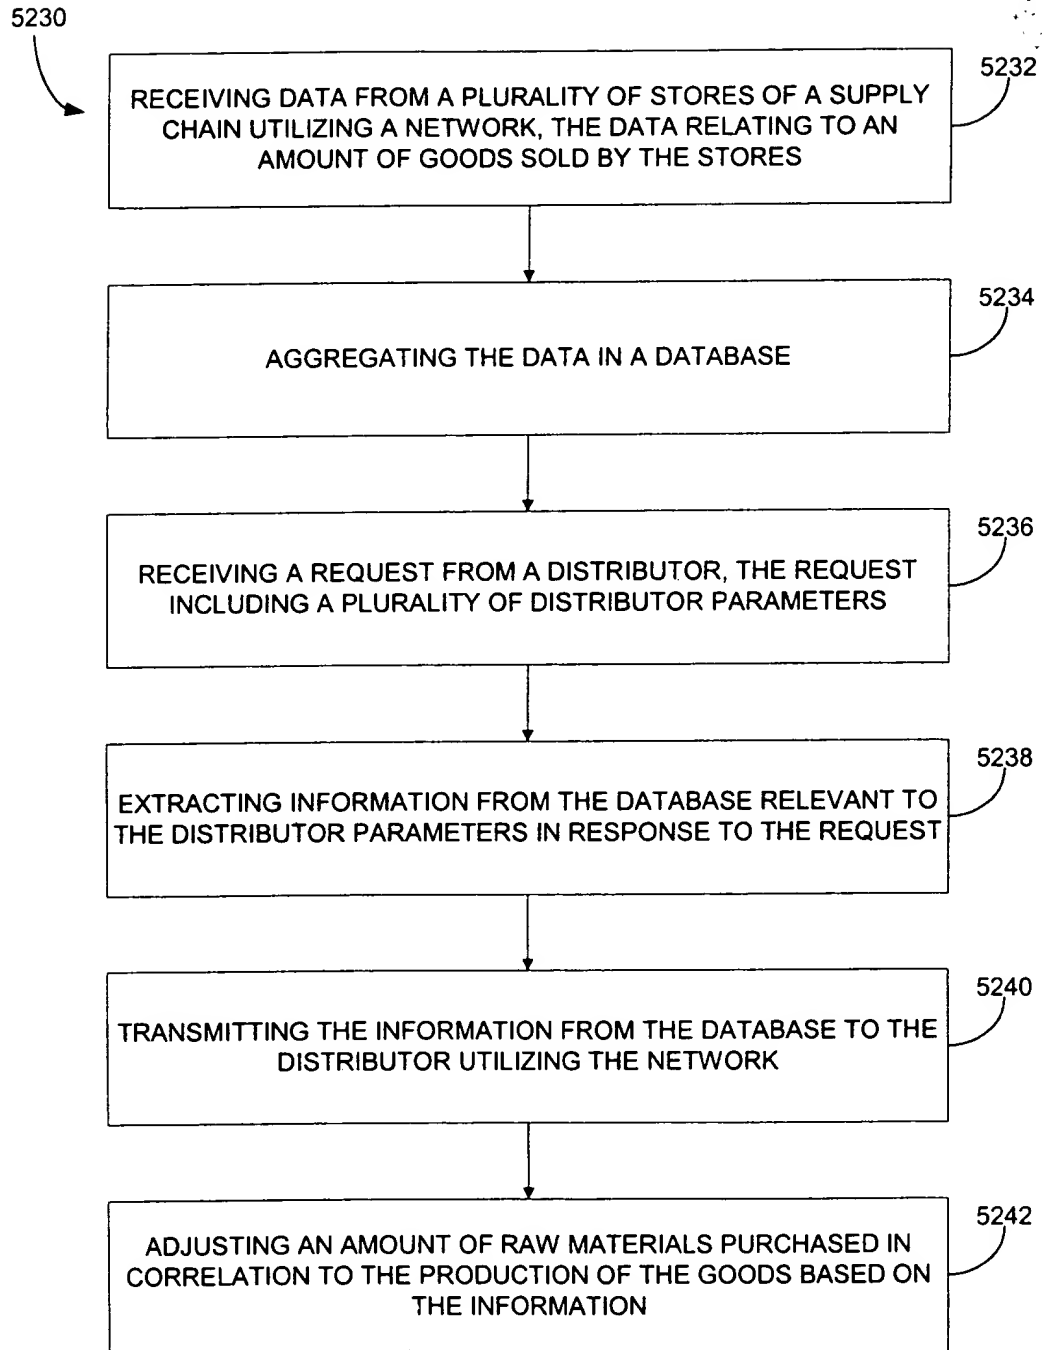 5230
5232
RECEIVING DATA FROM A PLURALITY OF STORES OF A SUPPLY
CHAIN UTILIZING A NETWORK, THE DATA RELATING TO AN
AMOUNT OF GOODS SOLD BY THE STORES
5234
AGGREGATING THE DATA IN A DATABASE
5236
RECEIVING A REQUEST FROM A DISTRIBUTOR, THE REQUEST
INCLUDING A PLURALITY OF DISTRIBUTOR PARAMETERS
5238
EXTRACTING INFORMATION FROM THE DATABASE RELEVANT TO
THE DISTRIBUTOR PARAMETERS IN RESPONSE TO THE REQUEST
5240
TRANSMITTING THE INFORMATION FROM THE DATABASE TO THE
DISTRIBUTOR UTILIZING THE NETWORK
5242
ADJUSTING AN AMOUNT OF RAW MATERIALS PURCHASED IN
CORRELATION TO THE PRODUCTION OF THE GOODS BASED ON
THE INFORMATION